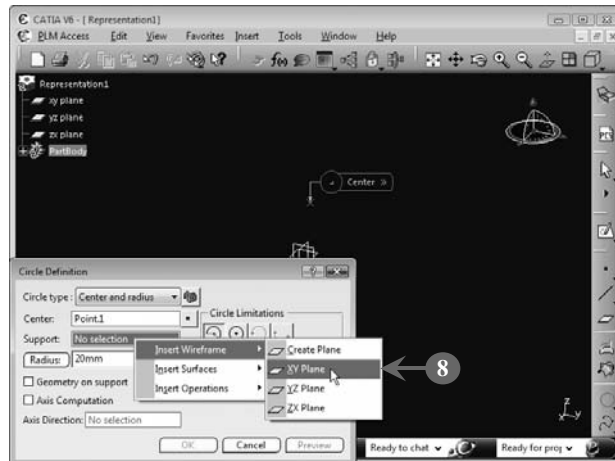 CATIA V6 - [ Representation1]
PLM Access Edit View Favorites Insert Tools Window Help
Representation1
xy plane
yz plane
zx plane
PartBody
Center
Circle Definition
Circle type : Center and radius
Circle Limitations
Center: Point.1
Support: No selection
Radius: 20mm
Insert Wireframe
Insert Surfaces
Insert Operations
Create Plane
XY Plane
YZ Plane
ZX Plane
8
Geometry on support
Axis Computation
Axis Direction: No selection
OK Cancel Preview
Ready to chat Ready for proj
z
x y